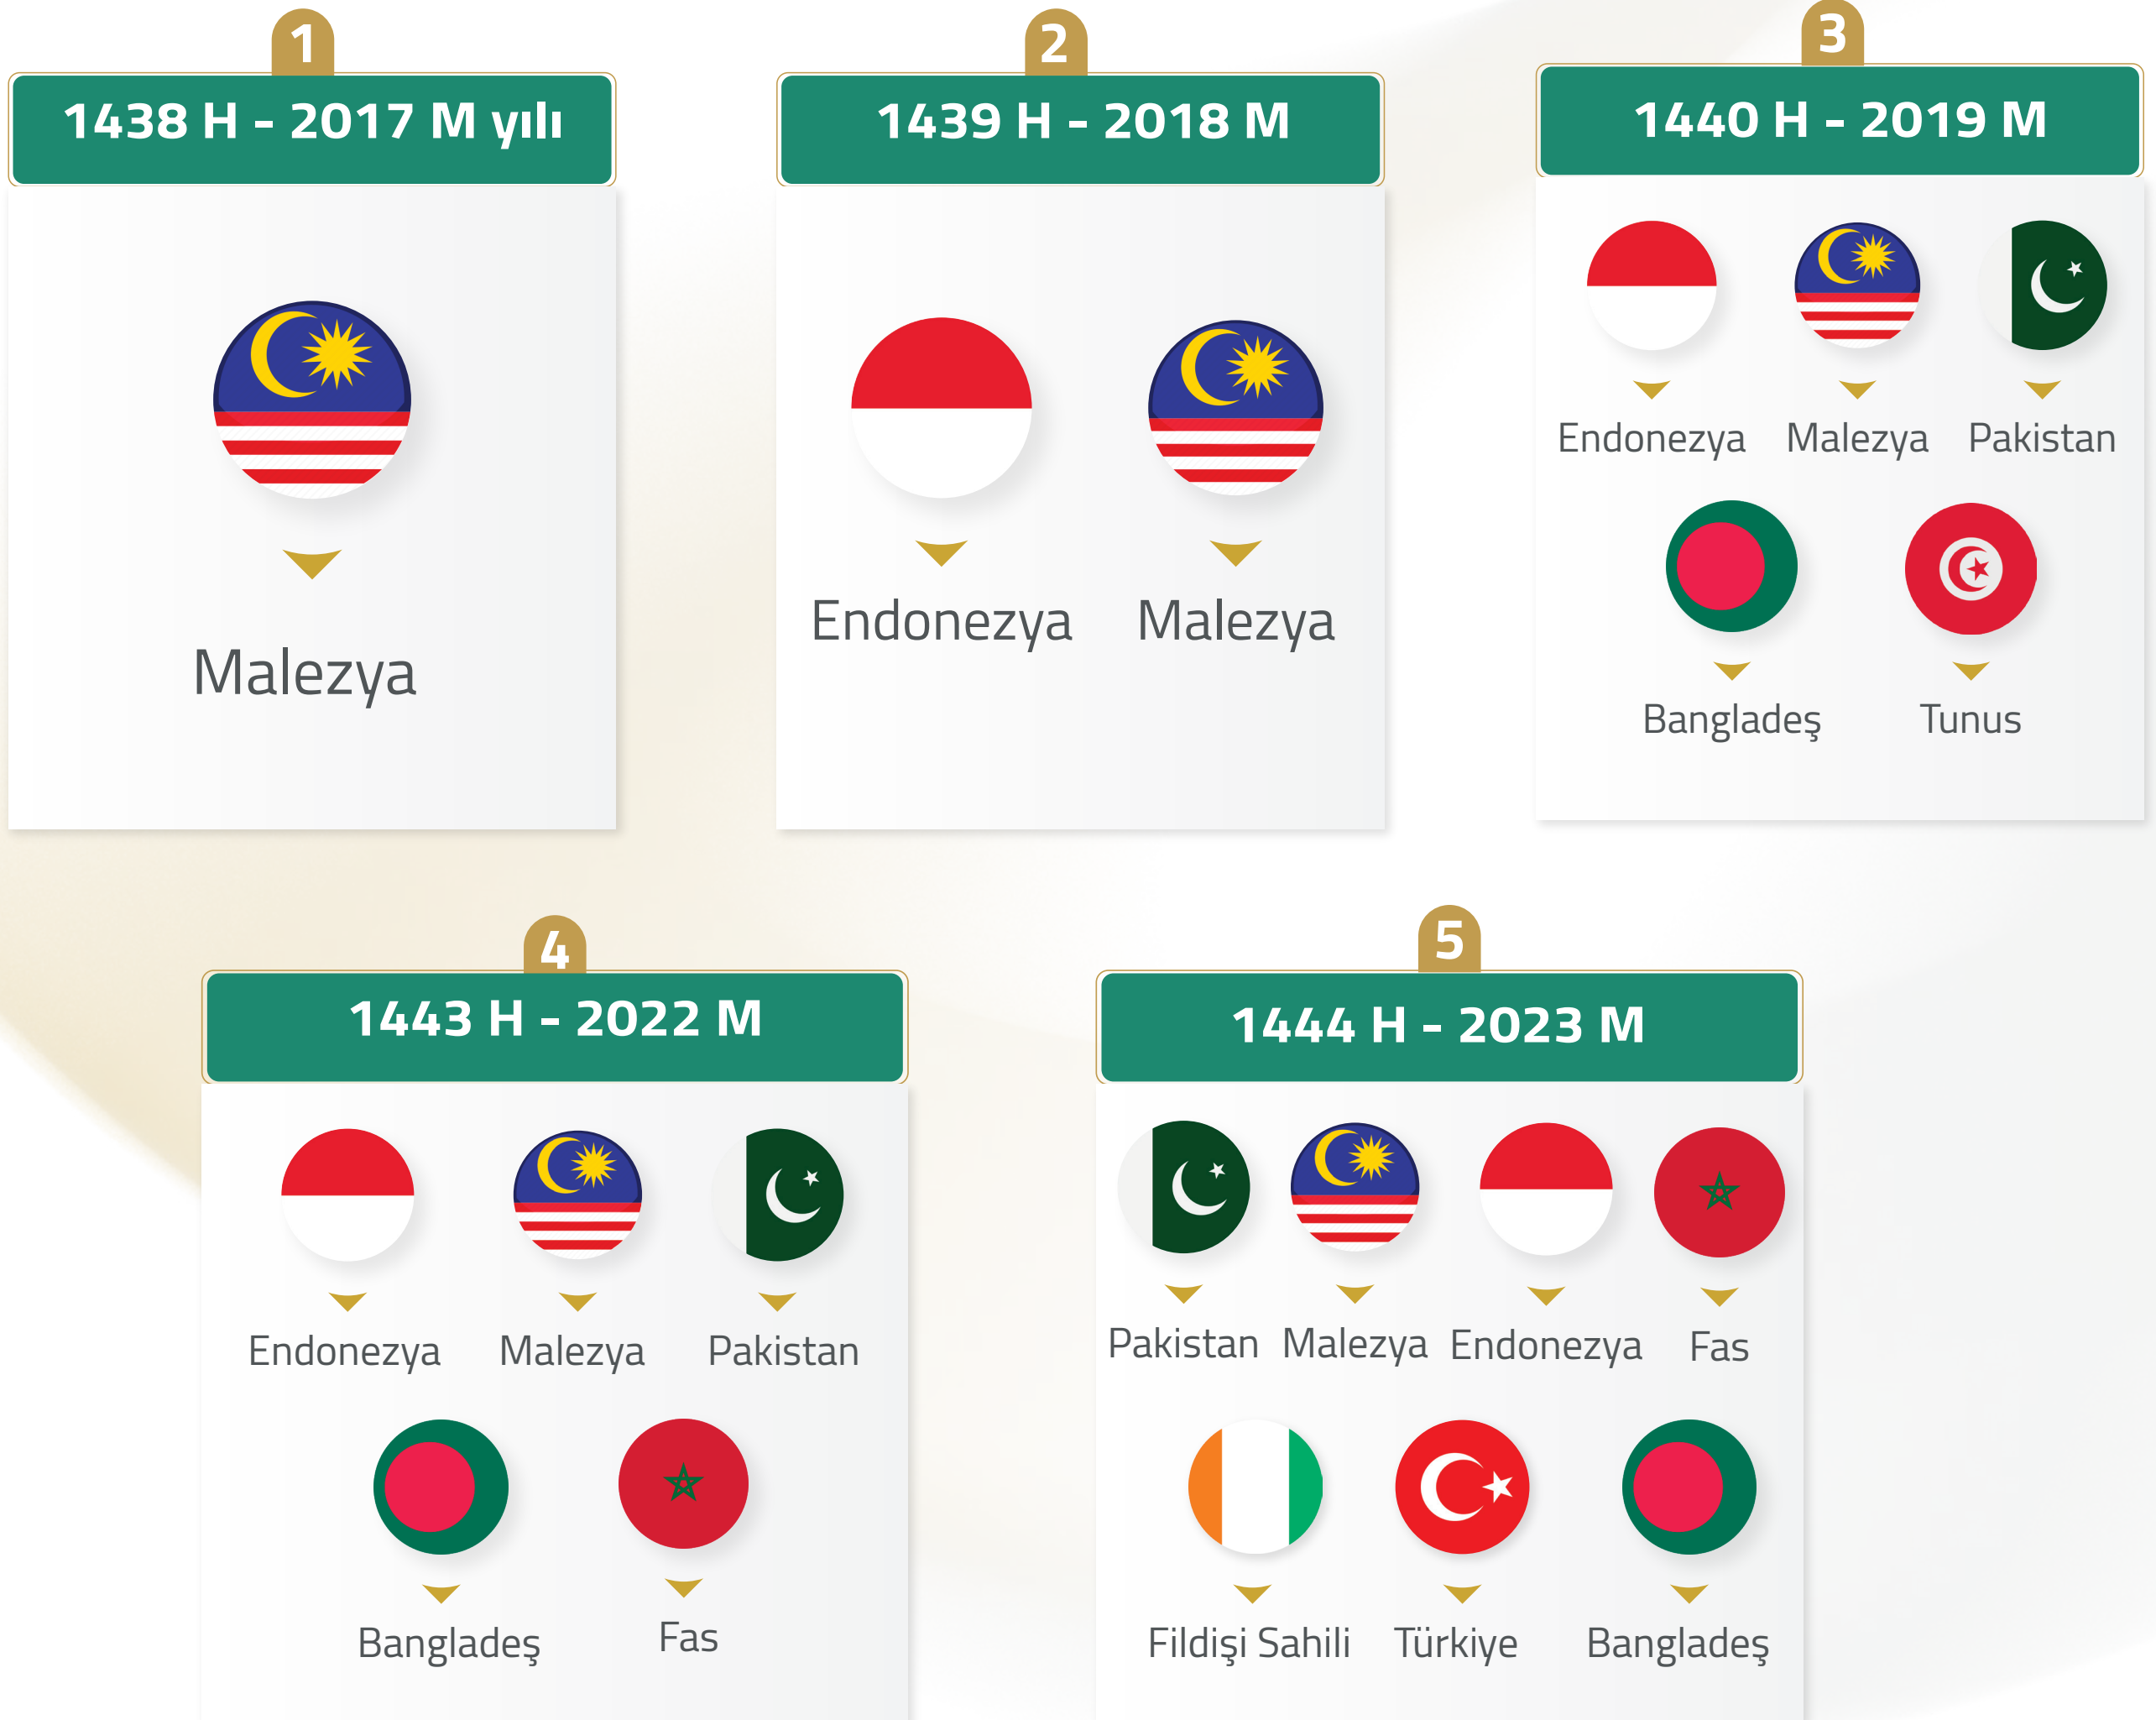 1
1438 H - 2017 M yılı
Malezya
2
1439 H - 2018 M
Endonezya Malezya
3
1440 H - 2019 M
Endonezya Malezya Pakistan
Bangladeş Tunus
4
1443 H - 2022 M
Endonezya Malezya Pakistan
Bangladeş Fas
5
1444 H - 2023 M
Pakistan Malezya Endonezya Fas
Fildişi Sahili Türkiye Bangladeş